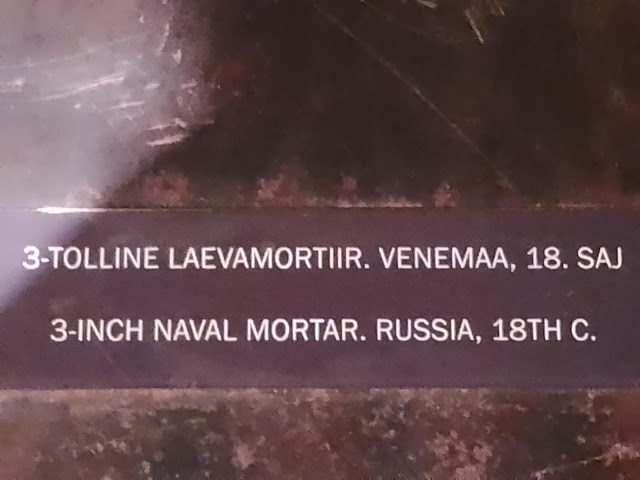 3-TOLLINE LAEVAMORTIIR. VENEMAA, 18. SAJ
3-INCH NAVAL MORTAR. RUSSIA, 18TH C.